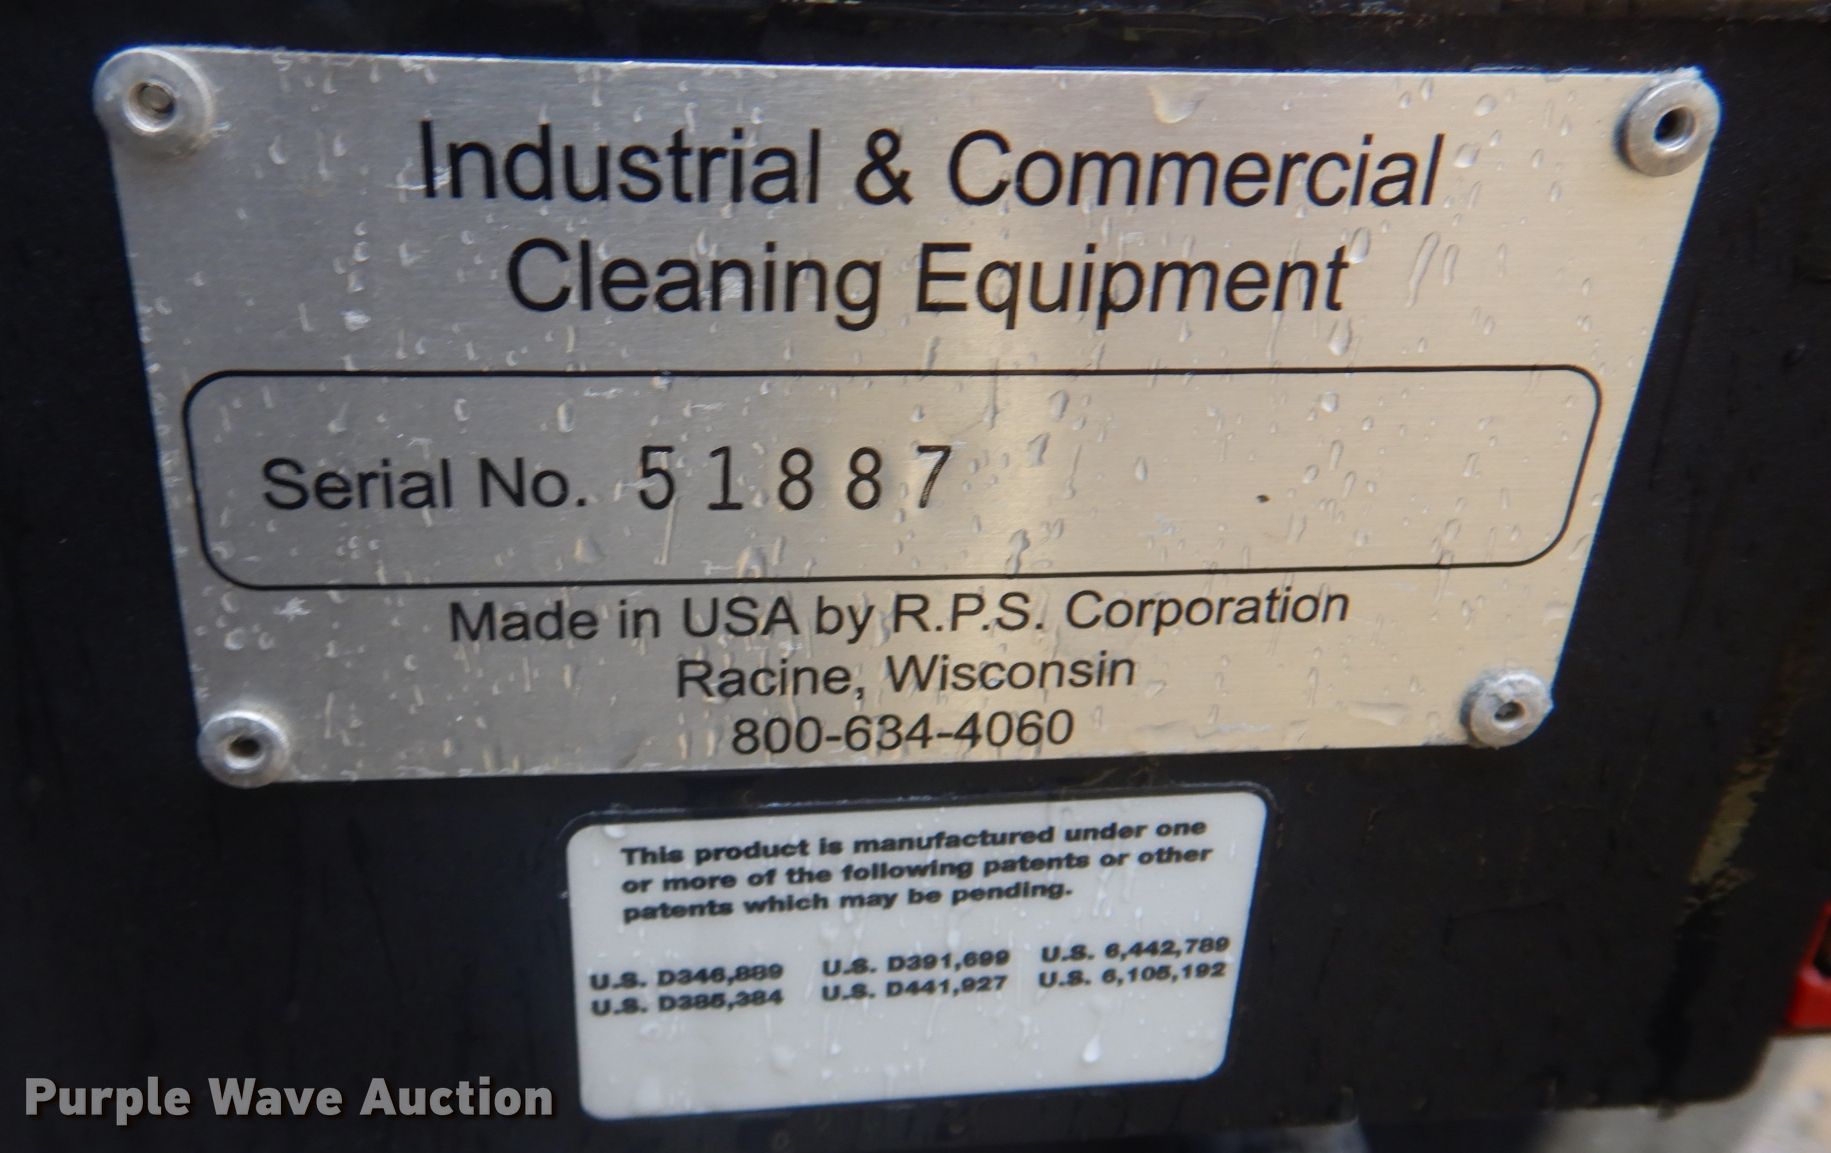 Industrial & Commercial
Cleaning Equipment
Serial No. 51887
Made in USA by R.P.S. Corporation
Racine, Wisconsin
800-634-4060
This product is manufactured under one
or more of the following patents or other
patents which may be pending.
U.S. D346,889 U.S. D391,699 U.S. 6,442,789
U.S. D385,384 U.S. D441,927 U.S. 6,105,192
Purple Wave Auction